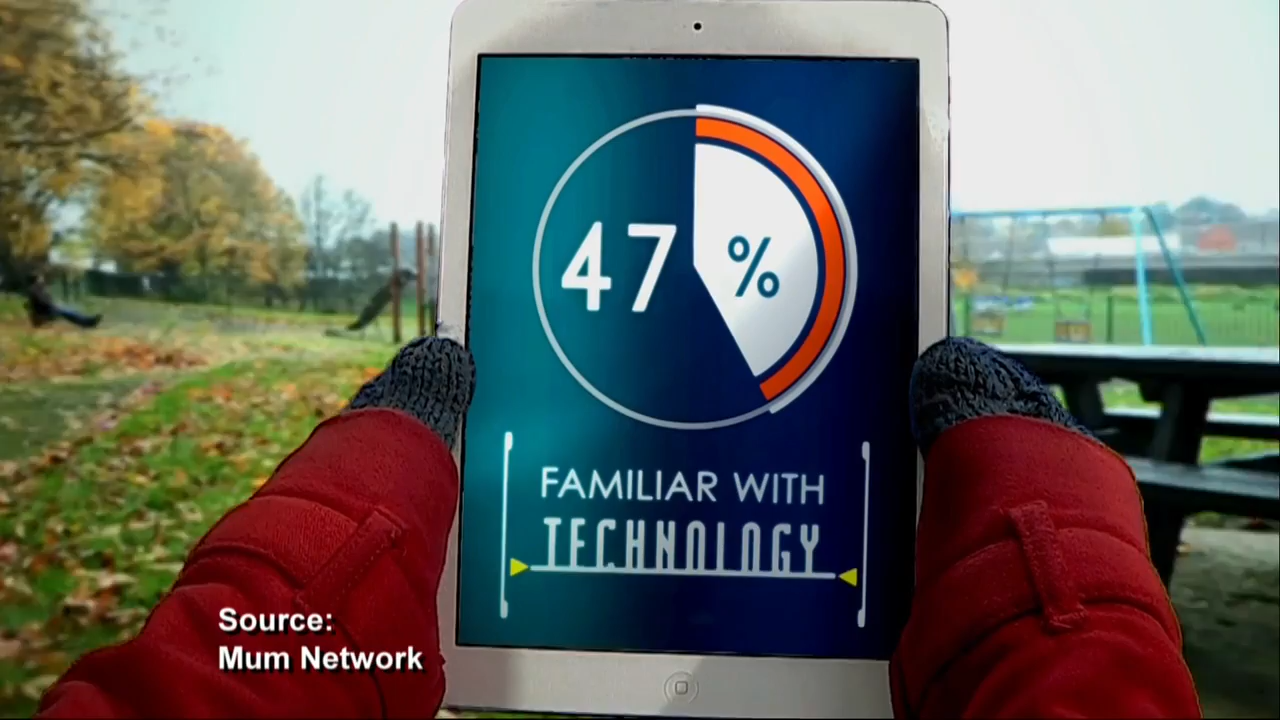 47 %
FAMILIAR WITH
TECHNOLOGY
Source:
Mum Network